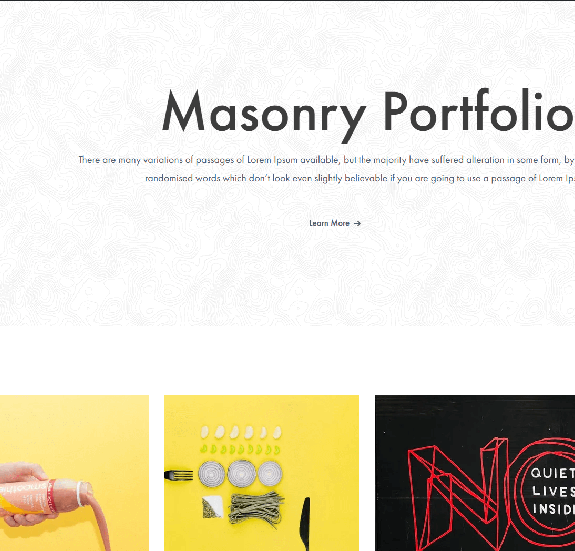 Masonry Portfolio
There are many variations of passages of Lorem Ipsum available, but the majority have suffered alteration in some form, by
randomised words which don't look even slightly believable if you are going to use a passage of Lorem
Learn More →
NO
QUIET
LIVES
INSIDE